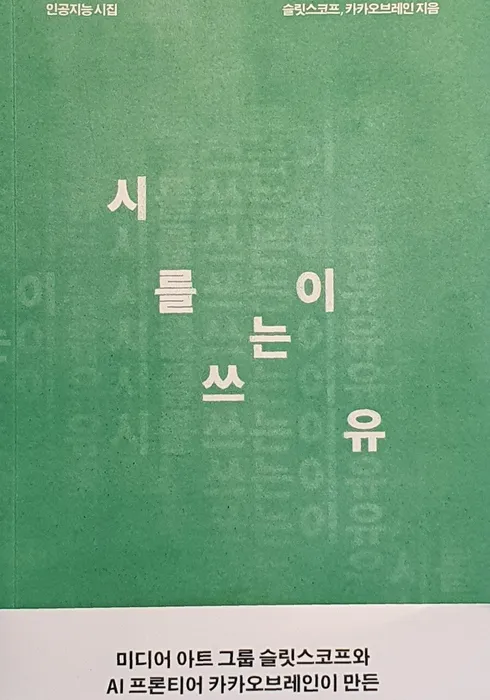 인공지능 시집
슬릿스코프, 카카오브레인 지음
시를 쓰는 이유
미디어 아트 그룹 슬릿스코프와
AI 프론티어 카카오브레인이 만든